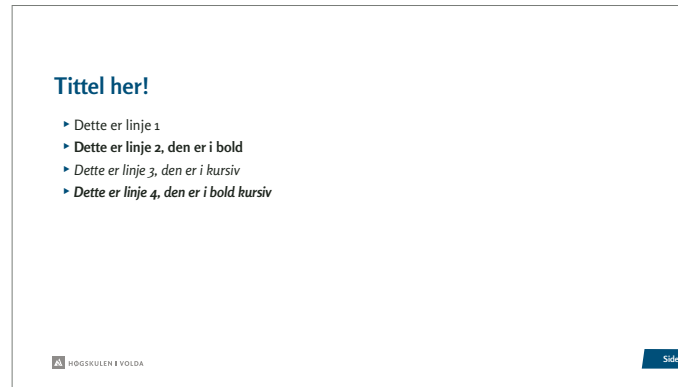 Tittel her!
Dette er linje 1
Dette er linje 2, den er i bold
Dette er linje 3, den er i kursiv
Dette er linje 4, den er i bold kursiv
HØGSKULEN I VOLDA
Side